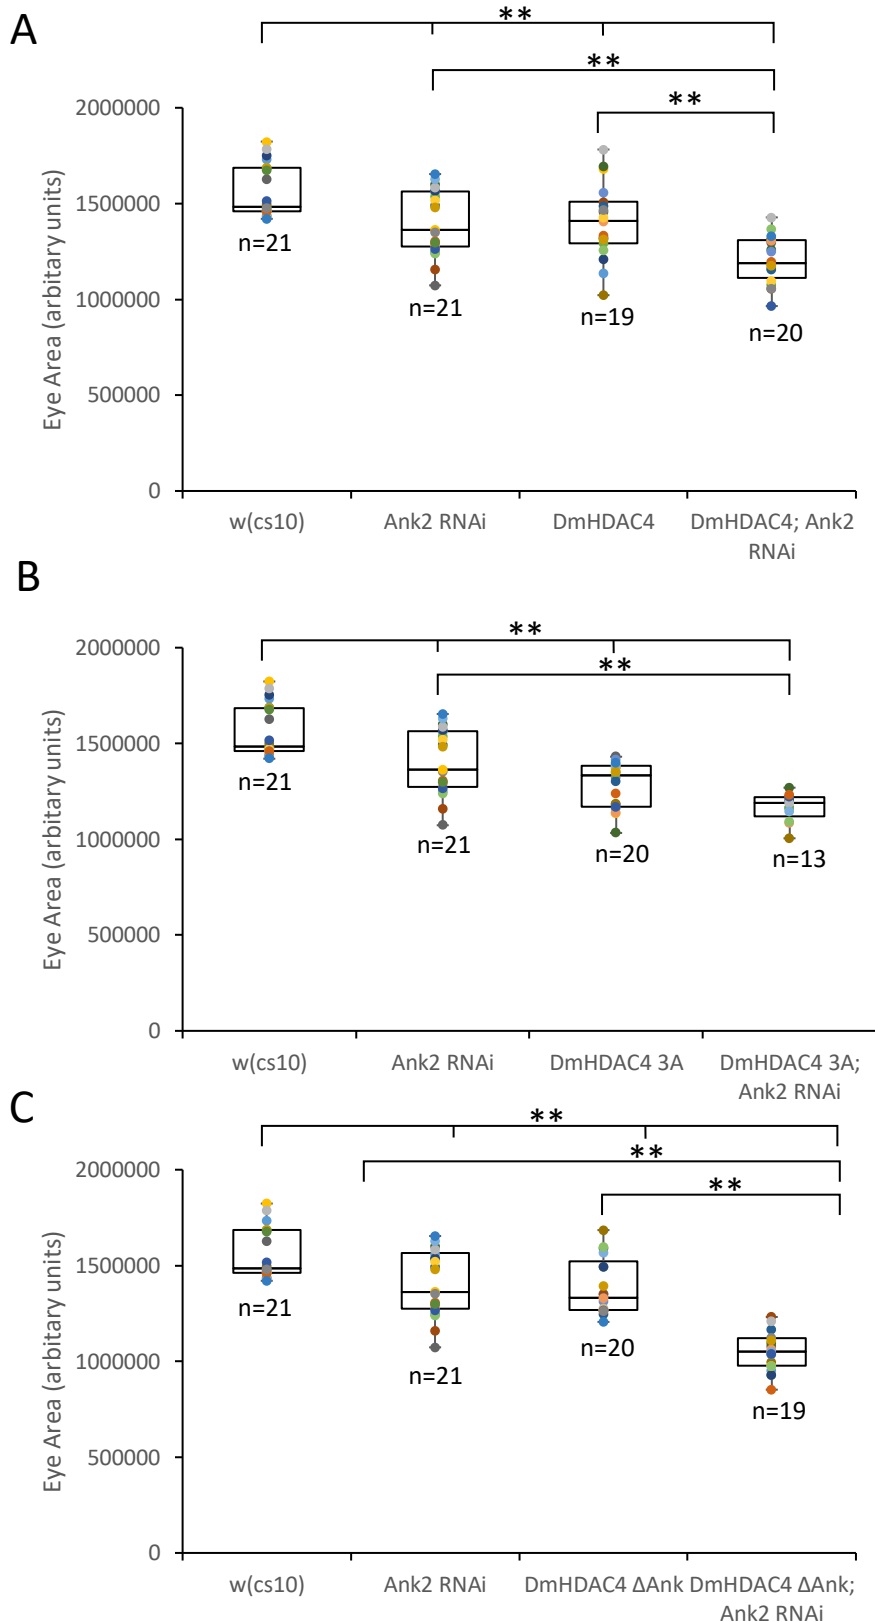 A
**
**
**
Eye Area (arbitary units)
2000000
1500000
1000000
500000
0
n=21
n=21
n=19
n=20
w(cs10)
Ank2 RNAi
DmHDAC4
DmHDAC4; Ank2
RNAi
B
**
**
Eye Area (arbitary units)
2000000
1500000
1000000
500000
0
n=21
n=21
n=20
n=13
w(cs10)
Ank2 RNAi
DmHDAC4 3A
DmHDAC4 3A;
Ank2 RNAi
C
**
**
**
Eye Area (arbitary units)
2000000
1500000
1000000
500000
0
n=21
n=21
n=20
n=19
w(cs10)
Ank2 RNAi
DmHDAC4 ΔAnk
DmHDAC4 ΔAnk;
Ank2 RNAi